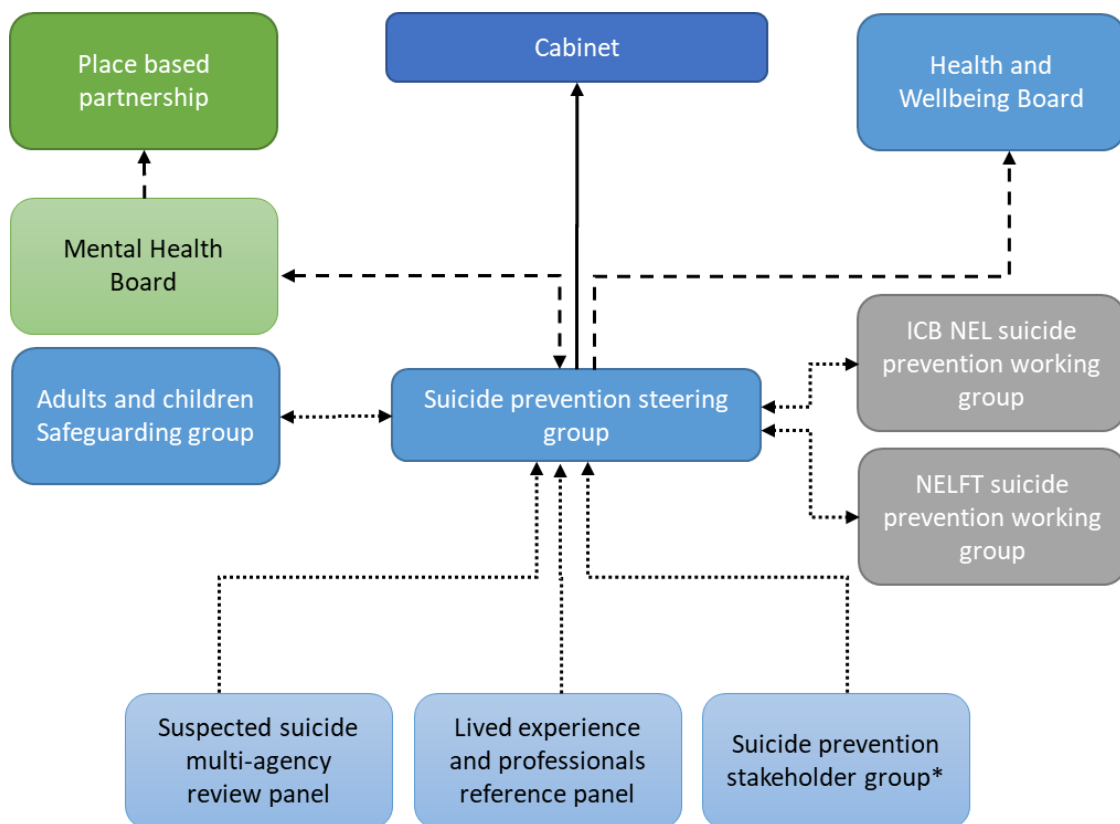 Place based
partnership
Cabinet
Health and
Wellbeing Board
Mental Health
Board
ICB NEL suicide
prevention working
group
Adults and children
Safeguarding group
Suicide prevention steering
group
NELFT suicide
prevention working
group
Suspected suicide
multi-agency
review panel
Lived experience
and professionals
reference panel
Suicide prevention
stakeholder group*